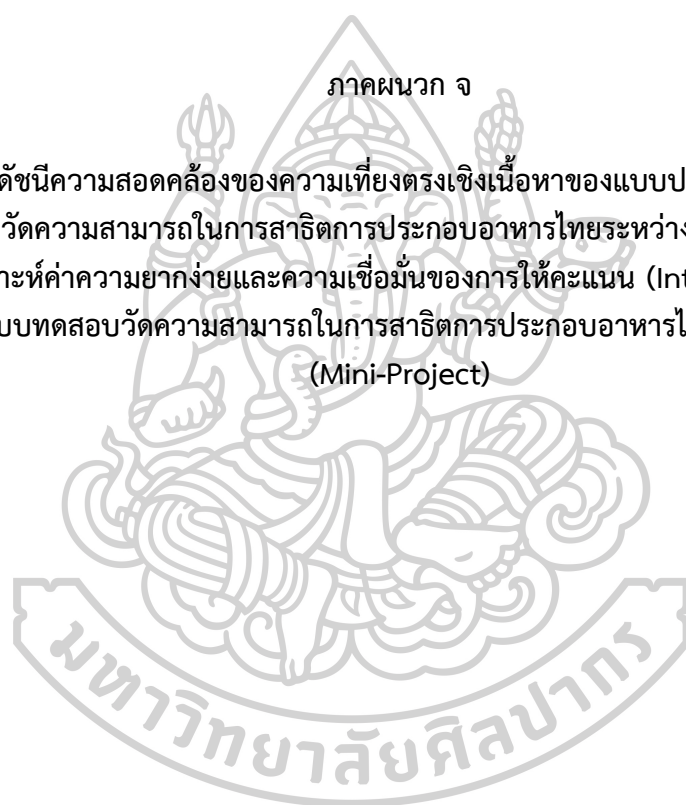 ภาคผนวก จ
ดัชนีความสอดคล้องของความเที่ยงตรงเชิงเนื้อหาของแบบป
วัดความสามารถในการสาธิตการประกอบอาหารไทยระหว่าง
าะห์ค่าความยากง่ายและความเชื่อมั่นของการให้คะแนน (Int
บบทดสอบวัดความสามารถในการสาธิตการประกอบอาหารไ
(Mini-Project)
มหาวิทยาลัยศิลปากร